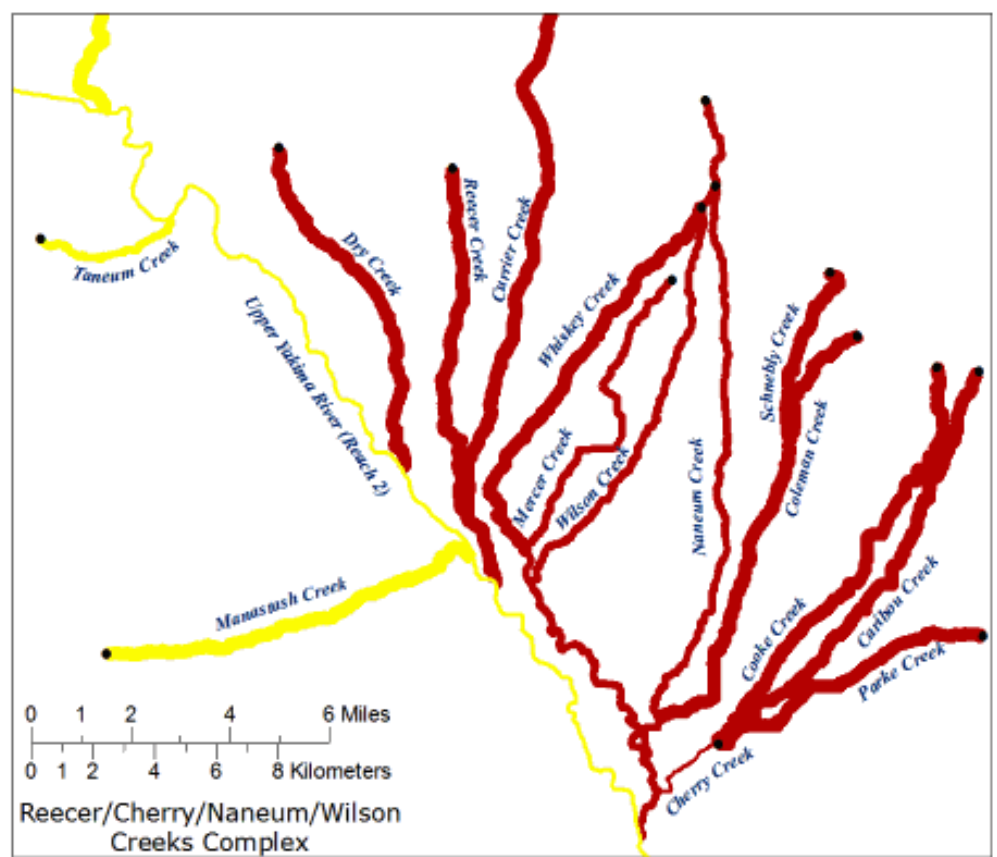 Taneum Creek
Upper Yakima River (Reach 2)
Dry Creek
Reecer Creek
Currier Creek
Whiskey Creek
Mercer Creek
Wilson Creek
Naneum Creek
Schnebly Creek
Coleman Creek
Cooke Creek
Caribou Creek
Parke Creek
Cherry Creek
Manastash Creek
0 1 2 4 6 Miles
0 1 2 4 6 8 Kilometers
Reecer/Cherry/Naneum/Wilson
Creeks Complex